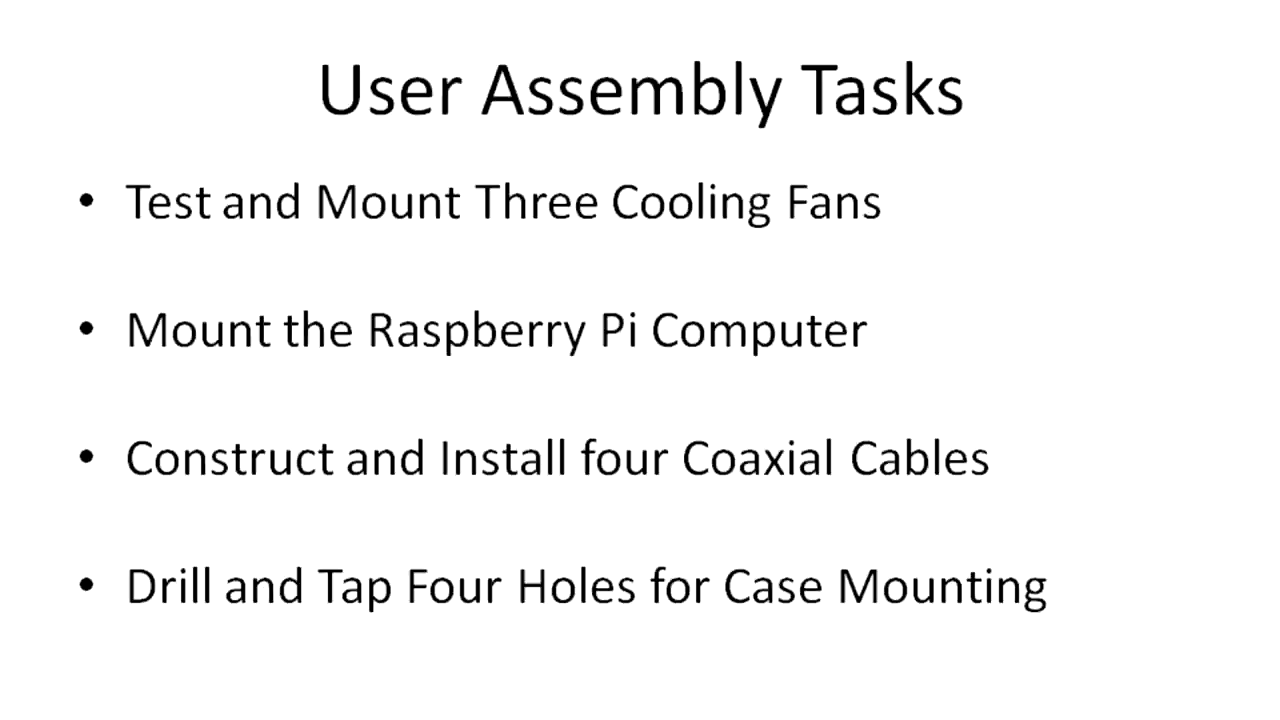 User Assembly Tasks
• Test and Mount Three Cooling Fans
• Mount the Raspberry Pi Computer
• Construct and Install four Coaxial Cables
• Drill and Tap Four Holes for Case Mounting